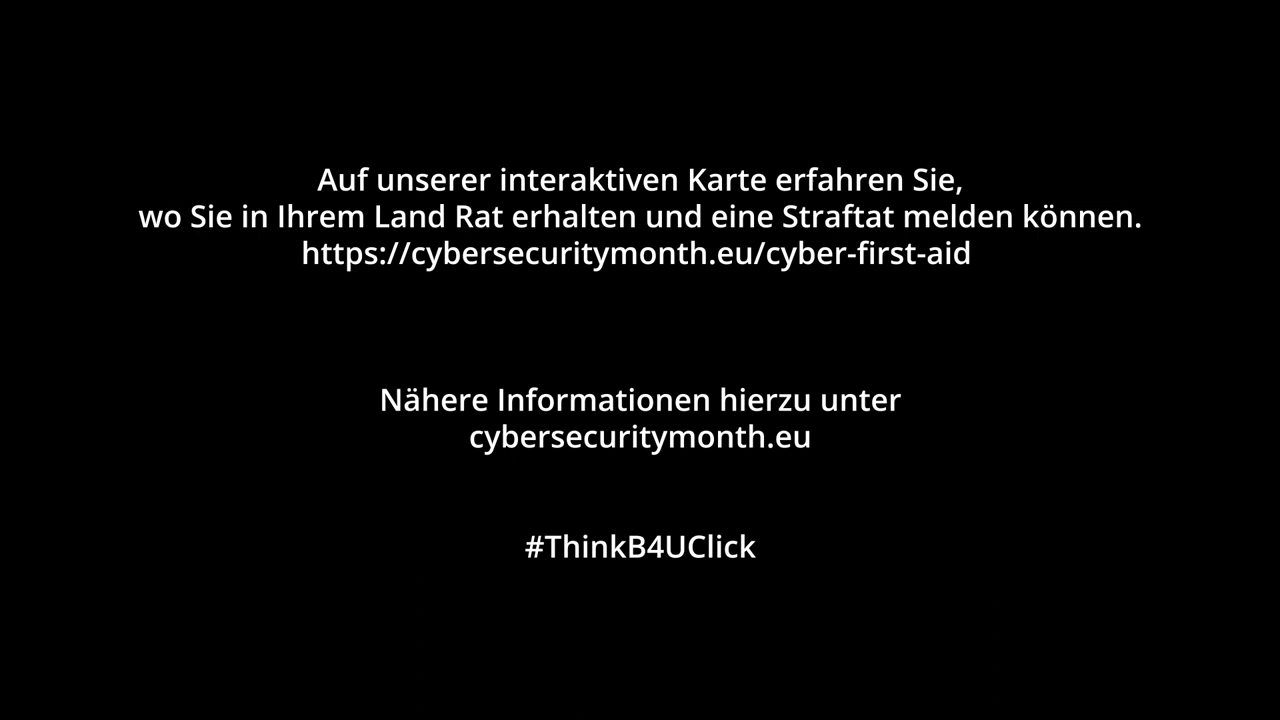 Auf unserer interaktiven Karte erfahren Sie,
wo Sie in Ihrem Land Rat erhalten und eine Straftat melden können.
https://cybersecuritymonth.eu/cyber-first-aid
Nähere Informationen hierzu unter
cybersecuritymonth.eu
#ThinkB4UClick